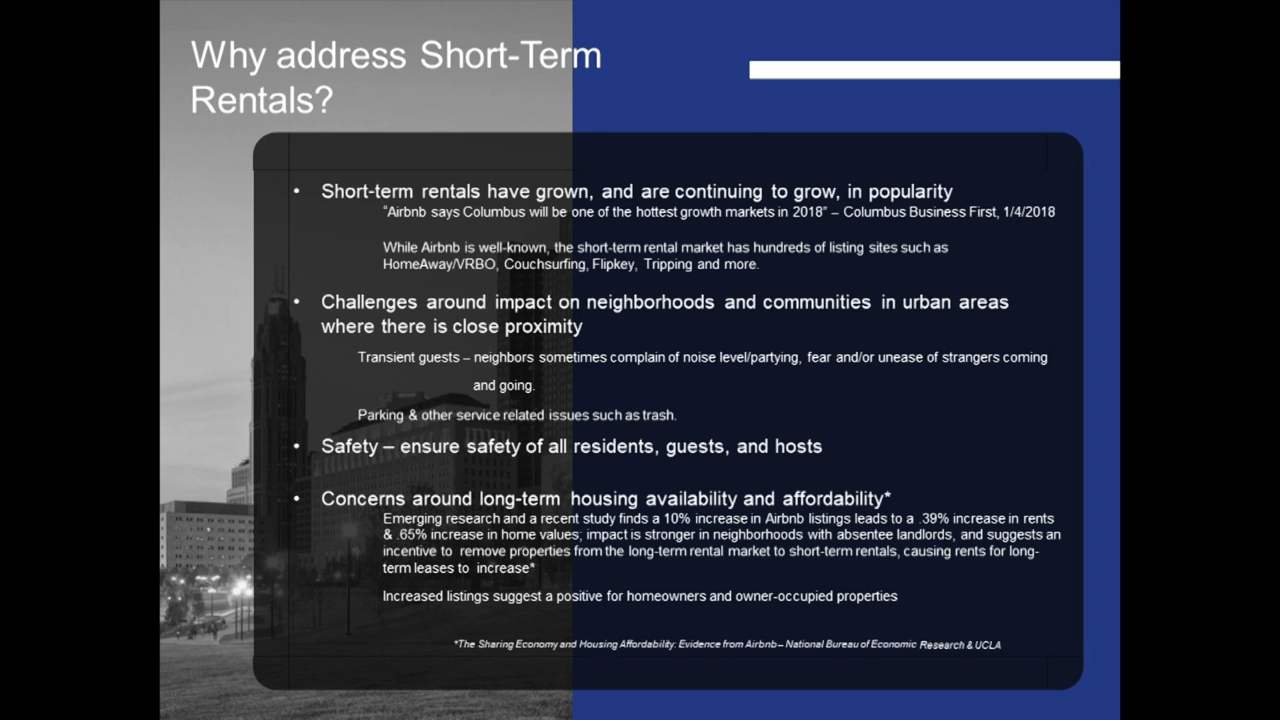 Why address Short-Term
Rentals?
• Short-term rentals have grown, and are continuing to grow, in popularity
“Airbnb says Columbus will be one of the hottest growth markets in 2018” – Columbus Business First, 1/4/2018
While Airbnb is well-known, the short-term rental market has hundreds of listing sites such as
HomeAway/VRBO, Couchsurfing, Flipkey, Tripping and more.
• Challenges around impact on neighborhoods and communities in urban areas
where there is close proximity
Transient guests – neighbors sometimes complain of noise level/partying, fear and/or unease of strangers coming
and going.
Parking & other service related issues such as trash.
• Safety – ensure safety of all residents, guests, and hosts
• Concerns around long-term housing availability and affordability*
Emerging research and a recent study finds a 10% increase in Airbnb listings leads to a .39% increase in rents
& .65% increase in home values; impact is stronger in neighborhoods with absentee landlords, and suggests an
incentive to remove properties from the long-term rental market to short-term rentals, causing rents for long-
term leases to increase*
Increased listings suggest a positive for homeowners and owner-occupied properties
*The Sharing Economy and Housing Affordability: Evidence from Airbnb – National Bureau of Economic Research & UCLA